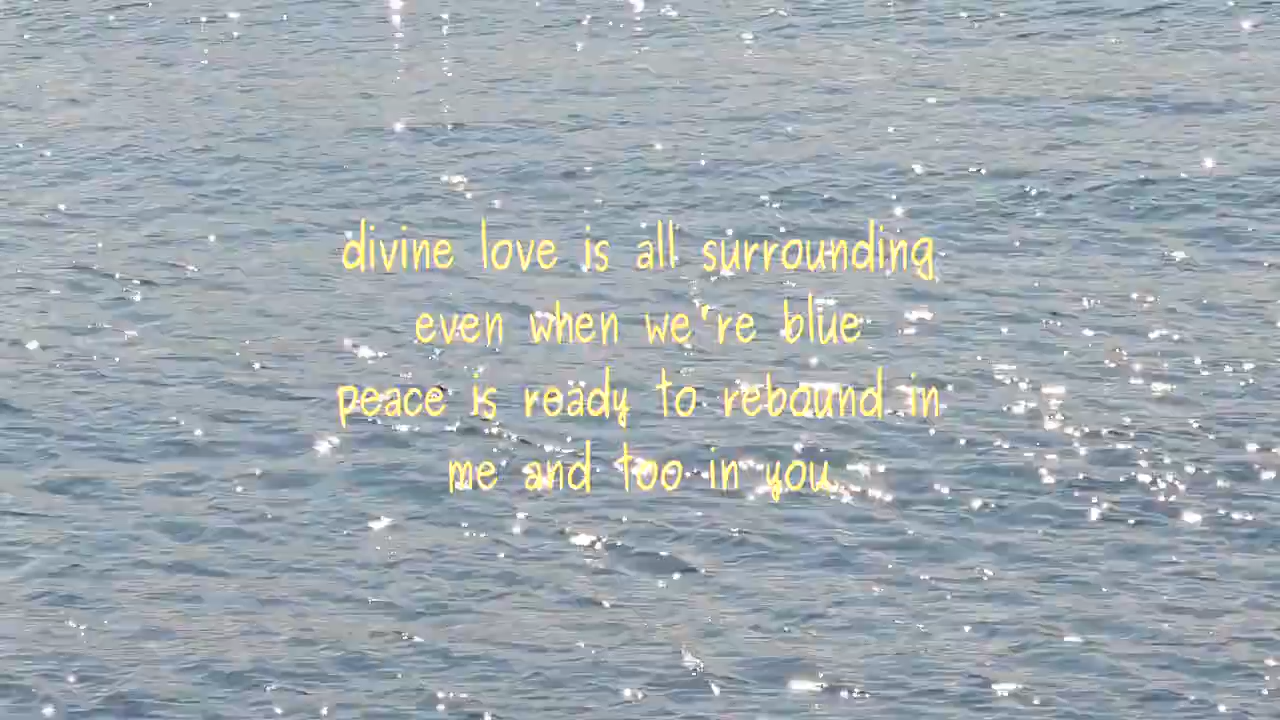 divine love is all surrounding
even when we're blue
peace is ready to rebound in
me and too in you